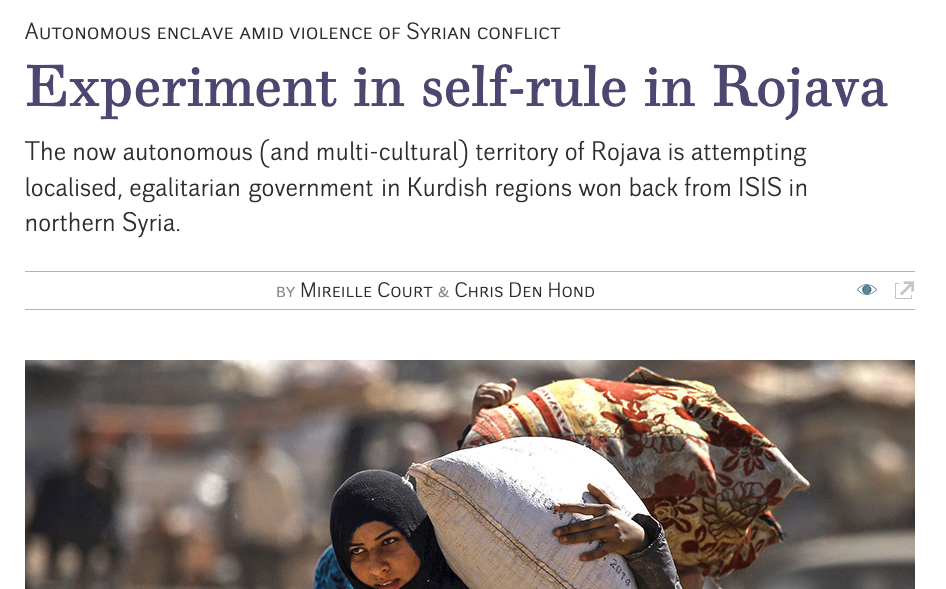 Autonomous enclave amid violence of Syrian conflict
Experiment in self-rule in Rojava
The now autonomous (and multi-cultural) territory of Rojava is attempting
localised, egalitarian government in Kurdish regions won back from ISIS in
northern Syria.
by Mireille Court & Chris Den Hond
2014